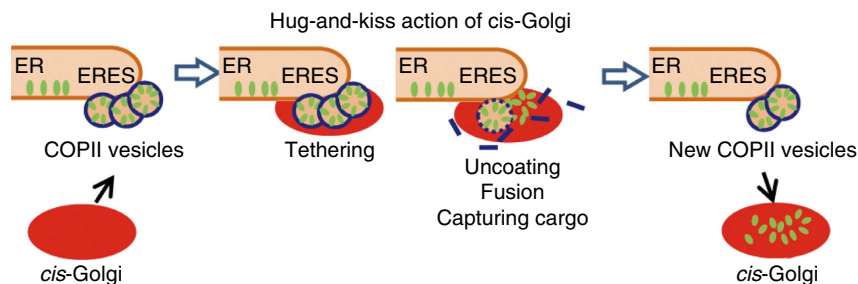 Hug-and-kiss action of cis-Golgi
ER
ERES
COPII vesicles
cis-Golgi
ER
ERES
Tethering
ER
ERES
Uncoating
Fusion
Capturing cargo
ER
ERES
New COPII vesicles
cis-Golgi